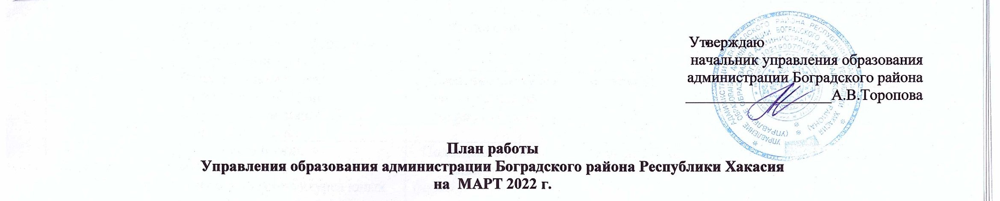 Утверждаю
начальник управления образования
администрации Боградского района
____________________А.В.Торопова
План работы
Управления образования администрации Боградского района Республики Хакасия
на МАРТ 2022 г.